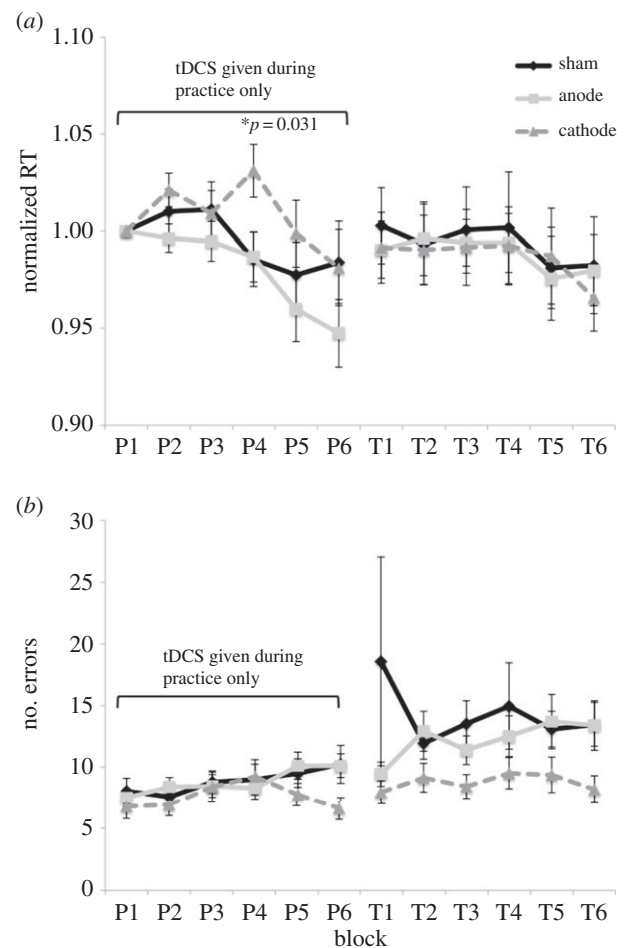 (a)
1.10
1.05
1.00
0.95
0.90
normalized RT
tDCS given during
practice only
*p = 0.031
sham
anode
cathode
P1 P2 P3 P4 P5 P6 T1 T2 T3 T4 T5 T6
(b)
30
25
20
15
10
5
0
no. errors
tDCS given during
practice only
P1 P2 P3 P4 P5 P6 T1 T2 T3 T4 T5 T6
block